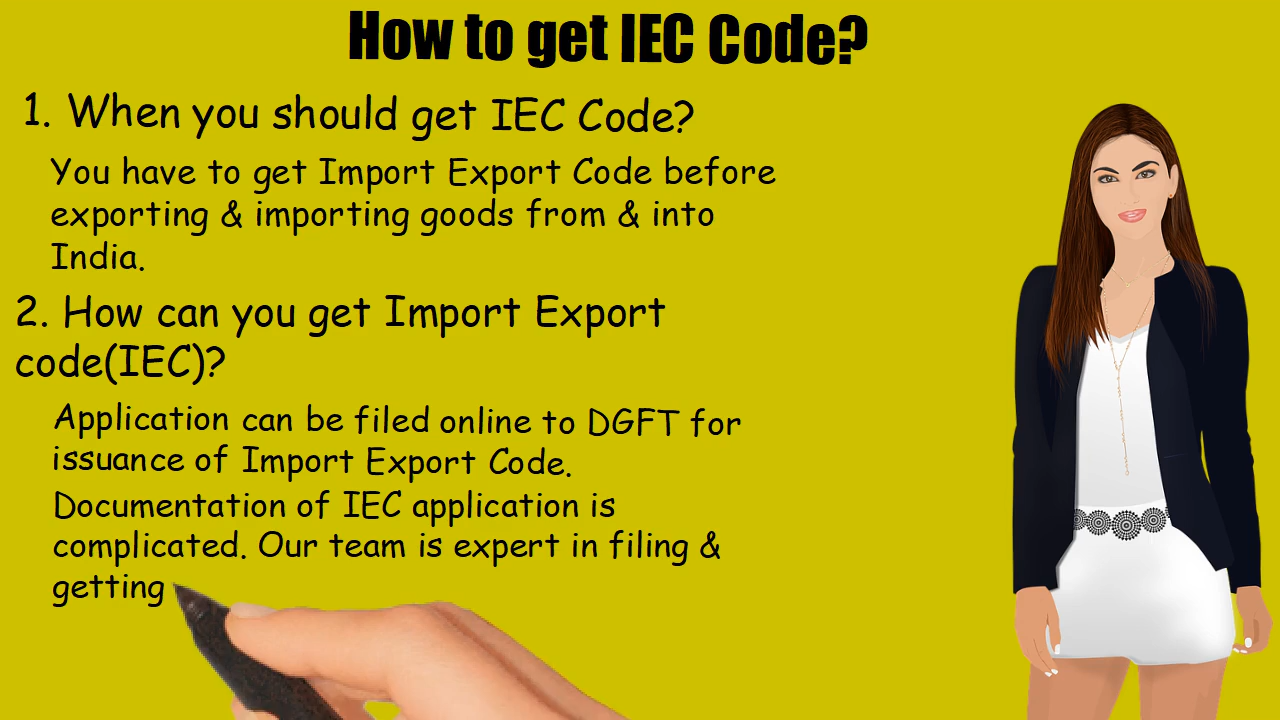 How to get IEC Code?
1. When you should get IEC Code?
You have to get Import Export Code before
exporting & importing goods from & into
India.
2. How can you get Import Export
code(IEC)?
Application can be filed online to DGFT for
issuance of Import Export Code.
Documentation of IEC application is
complicated. Our team is expert in filing &
getting